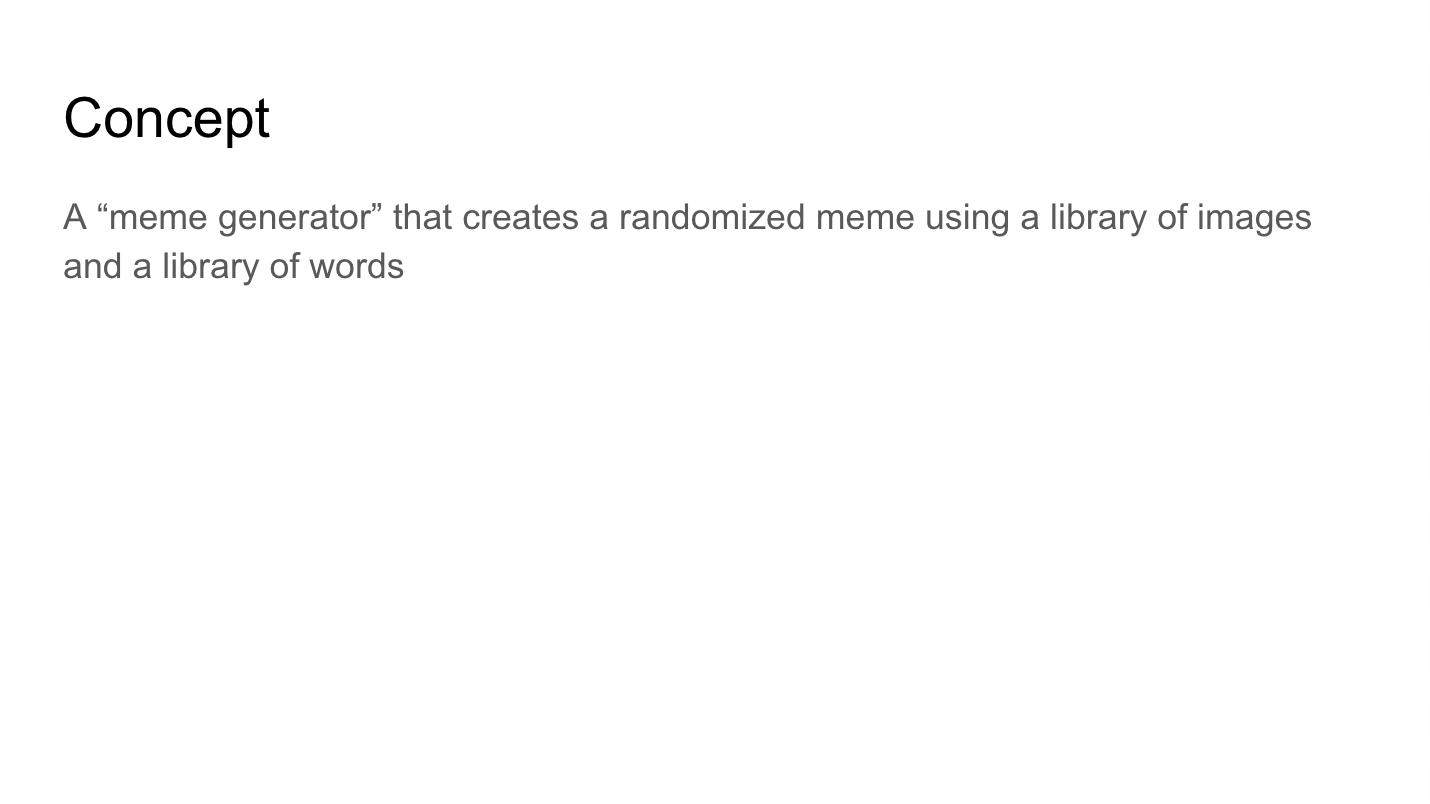 Concept
A “meme generator” that creates a randomized meme using a library of images
and a library of words